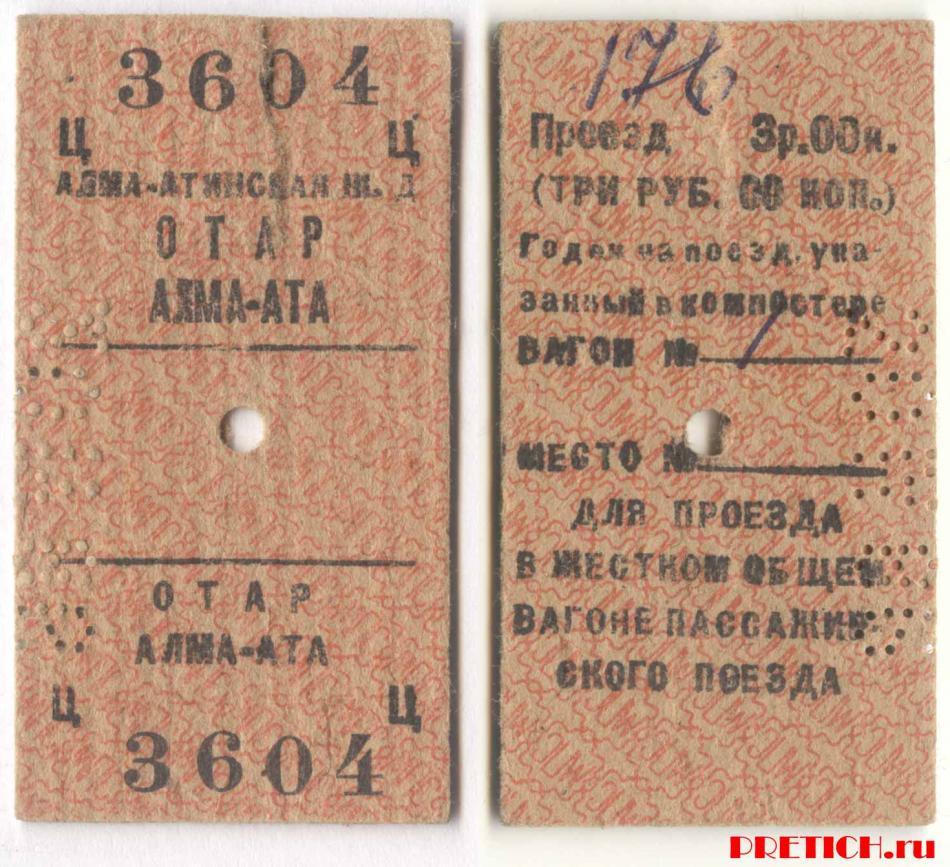 3604
Ц Ц
АЛМА-АТИНСКАЯ Ж. Д
ОТАР
АЛМА-АТА
ОТАР
АЛМА-АТА
Ц Ц
3604
176
Проезд 3р.00к.
(ТРИ РУБ. 00 КОП.)
Годен на поезд, ука-
занный в компостере
ВАГОН № 1
МЕСТО №
ДЛЯ ПРОЕЗДА
В ЖЕСТКОМ ОБЩЕМ
ВАГОНЕ ПАССАЖИР-
СКОГО ПОЕЗДА
PRETICH.ru